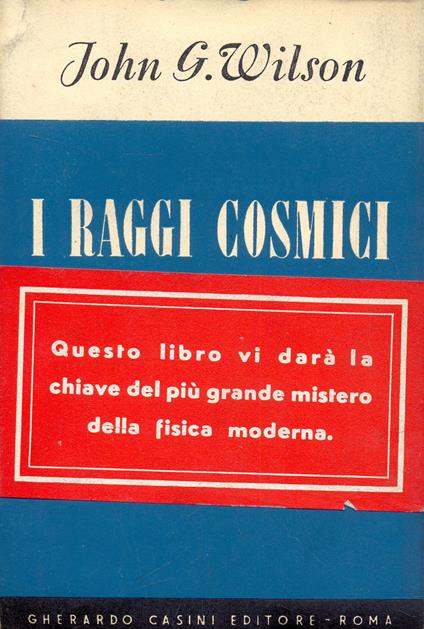 John G. Wilson
I RAGGI COSMICI
Questo libro vi darà la
chiave del più grande mistero
della fisica moderna.
GHERARDO CASINI EDITORE - ROMA